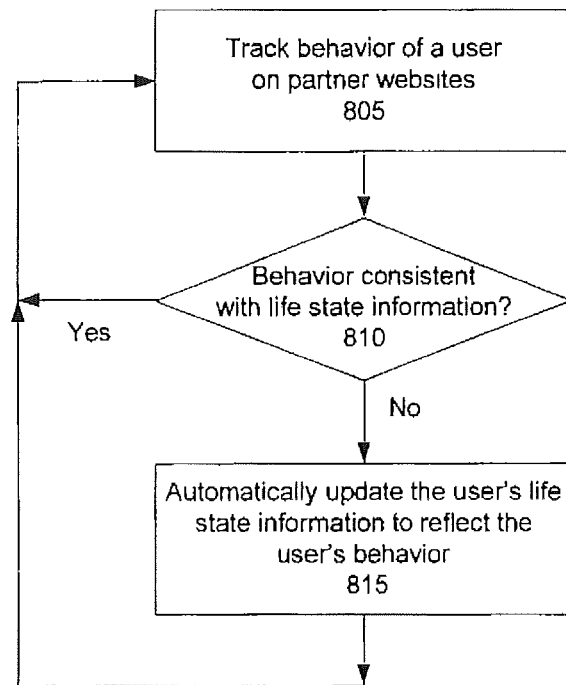 Track behavior of a user
on partner websites
805
Behavior consistent
with life state information?
810
Yes
No
Automatically update the user's life
state information to reflect the
user's behavior
815